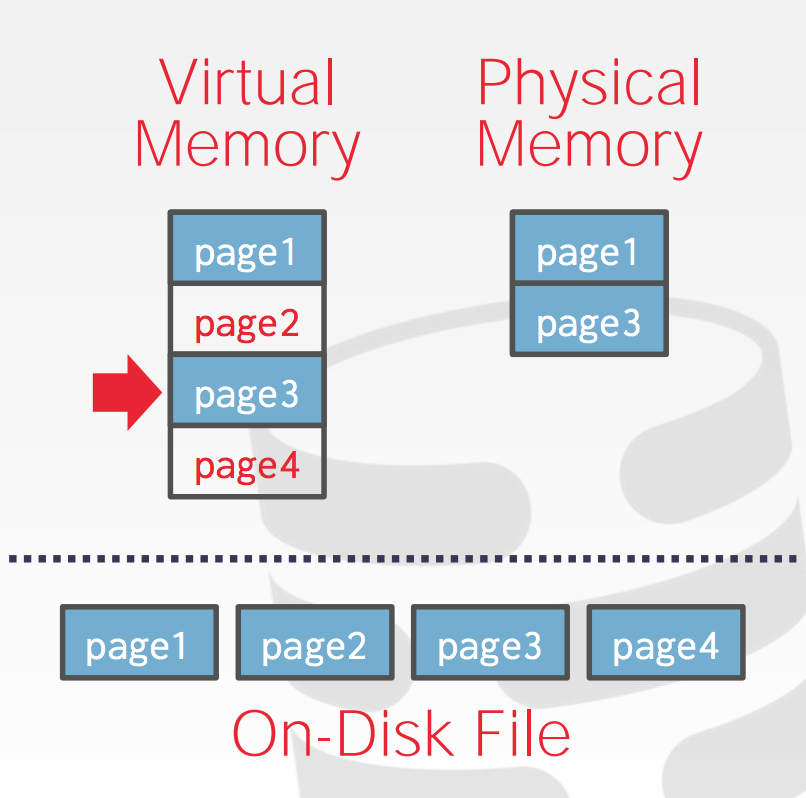 Virtual
Memory
Physical
Memory
page1
page2
page3
page4
page1
page3
page1
page2
page3
page4
On-Disk File